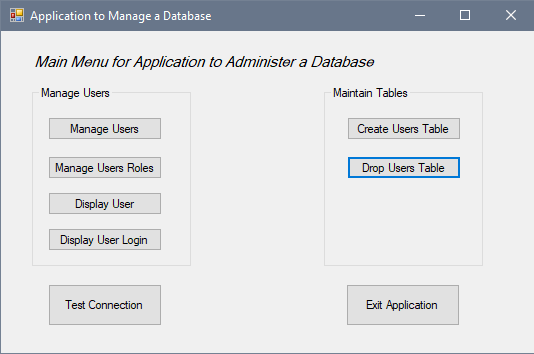 Application to Manage a Database
Main Menu for Application to Administer a Database
Manage Users
Manage Users
Manage Users Roles
Display User
Display User Login
Maintain Tables
Create Users Table
Drop Users Table
Test Connection
Exit Application